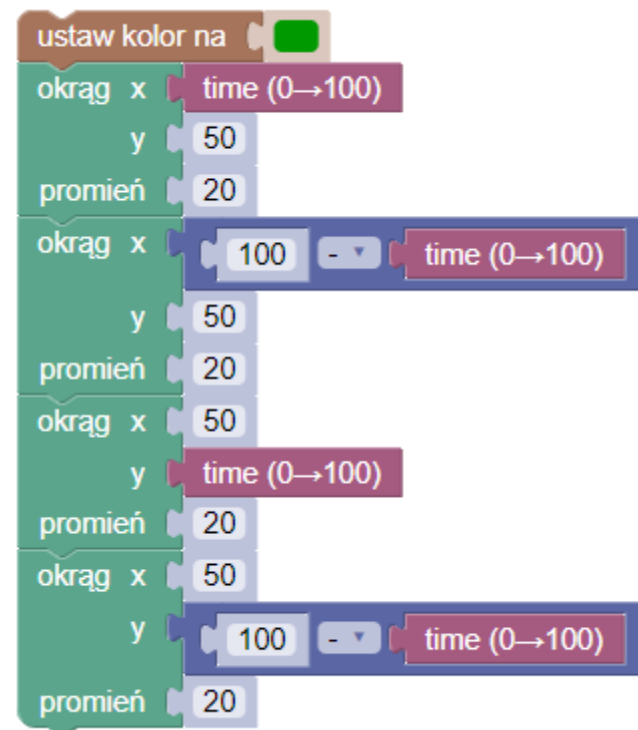 ustaw kolor na
okrąg x time (0→100)
y 50
promień 20
okrąg x 100 - time (0→100)
y 50
promień 20
okrąg x 50
y time (0→100)
promień 20
okrąg x 50
y 100 - time (0→100)
promień 20